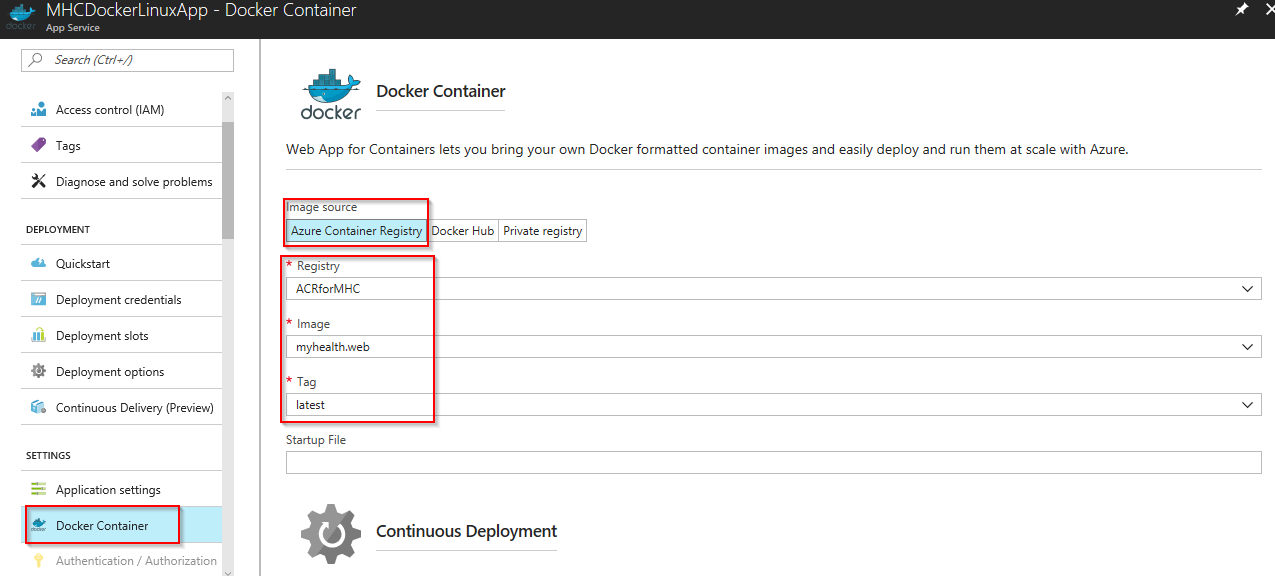 MHCDockerLinuxApp - Docker Container
App Service
docker
Search (Ctrl+/)
Access control (IAM)
Tags
Diagnose and solve problems
DEPLOYMENT
Quickstart
Deployment credentials
Deployment slots
Deployment options
Continuous Delivery (Preview)
SETTINGS
Application settings
docker
Docker Container
Authentication / Authorization
docker
Docker Container
Web App for Containers lets you bring your own Docker formatted container images and easily deploy and run them at scale with Azure.
Image source
Azure Container Registry Docker Hub Private registry
* Registry
ACRforMHC
* Image
myhealth.web
* Tag
latest
Startup File
Continuous Deployment